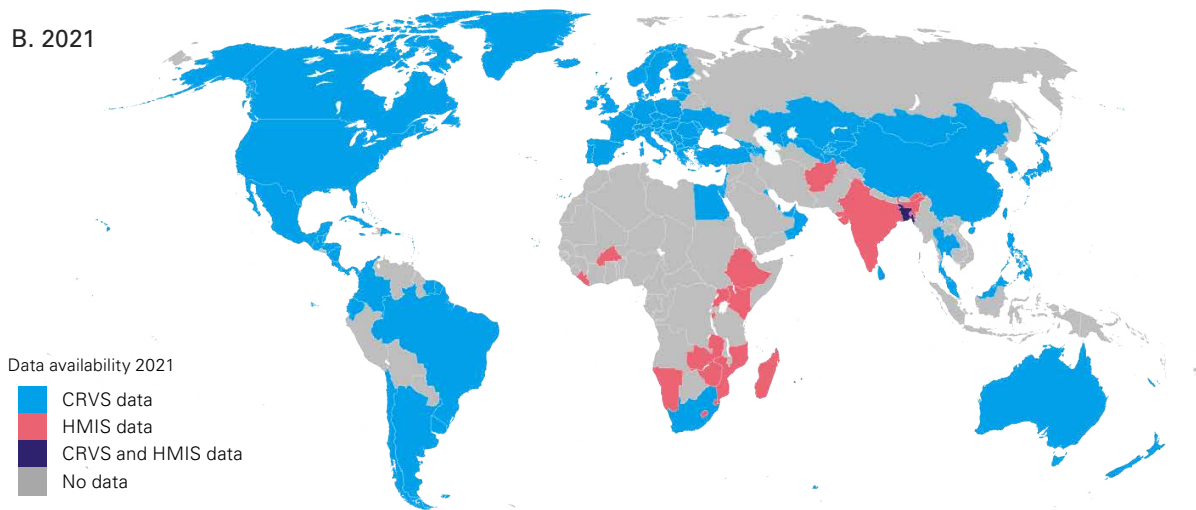 B. 2021
Data availability 2021
CRVS data
HMIS data
CRVS and HMIS data
No data